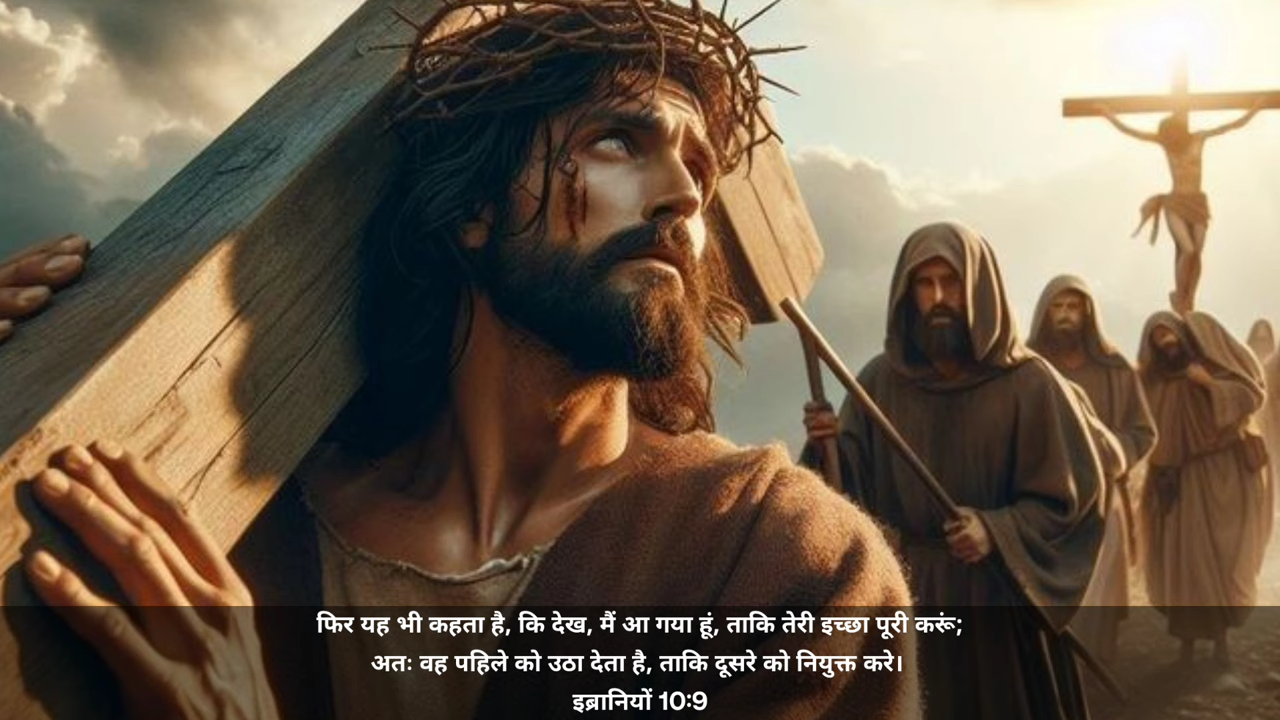 फिर यह भी कहता है, कि देख, मैं आ गया हूं, ताकि तेरी इच्छा पूरी करूं;
अतः वह पहिले को उठा देता है, ताकि दूसरे को नियुक्त करे।
इब्रानियों 10:9